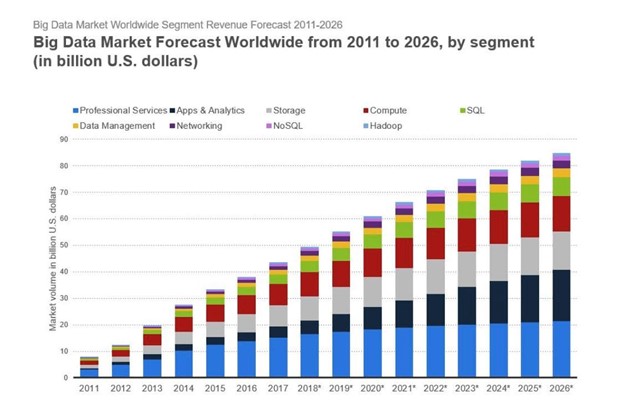 Big Data Market Worldwide Segment Revenue Forecast 2011-2026
Big Data Market Forecast Worldwide from 2011 to 2026, by segment
(in billion U.S. dollars)
Professional Services Apps & Analytics Storage Compute SQL
Data Management Networking NoSQL Hadoop
Market volume in billion U.S. dollars
90
80
70
60
50
40
30
20
10
0
2011 2012 2013 2014 2015 2016 2017 2018* 2019* 2020* 2021* 2022* 2023* 2024* 2025* 2026*